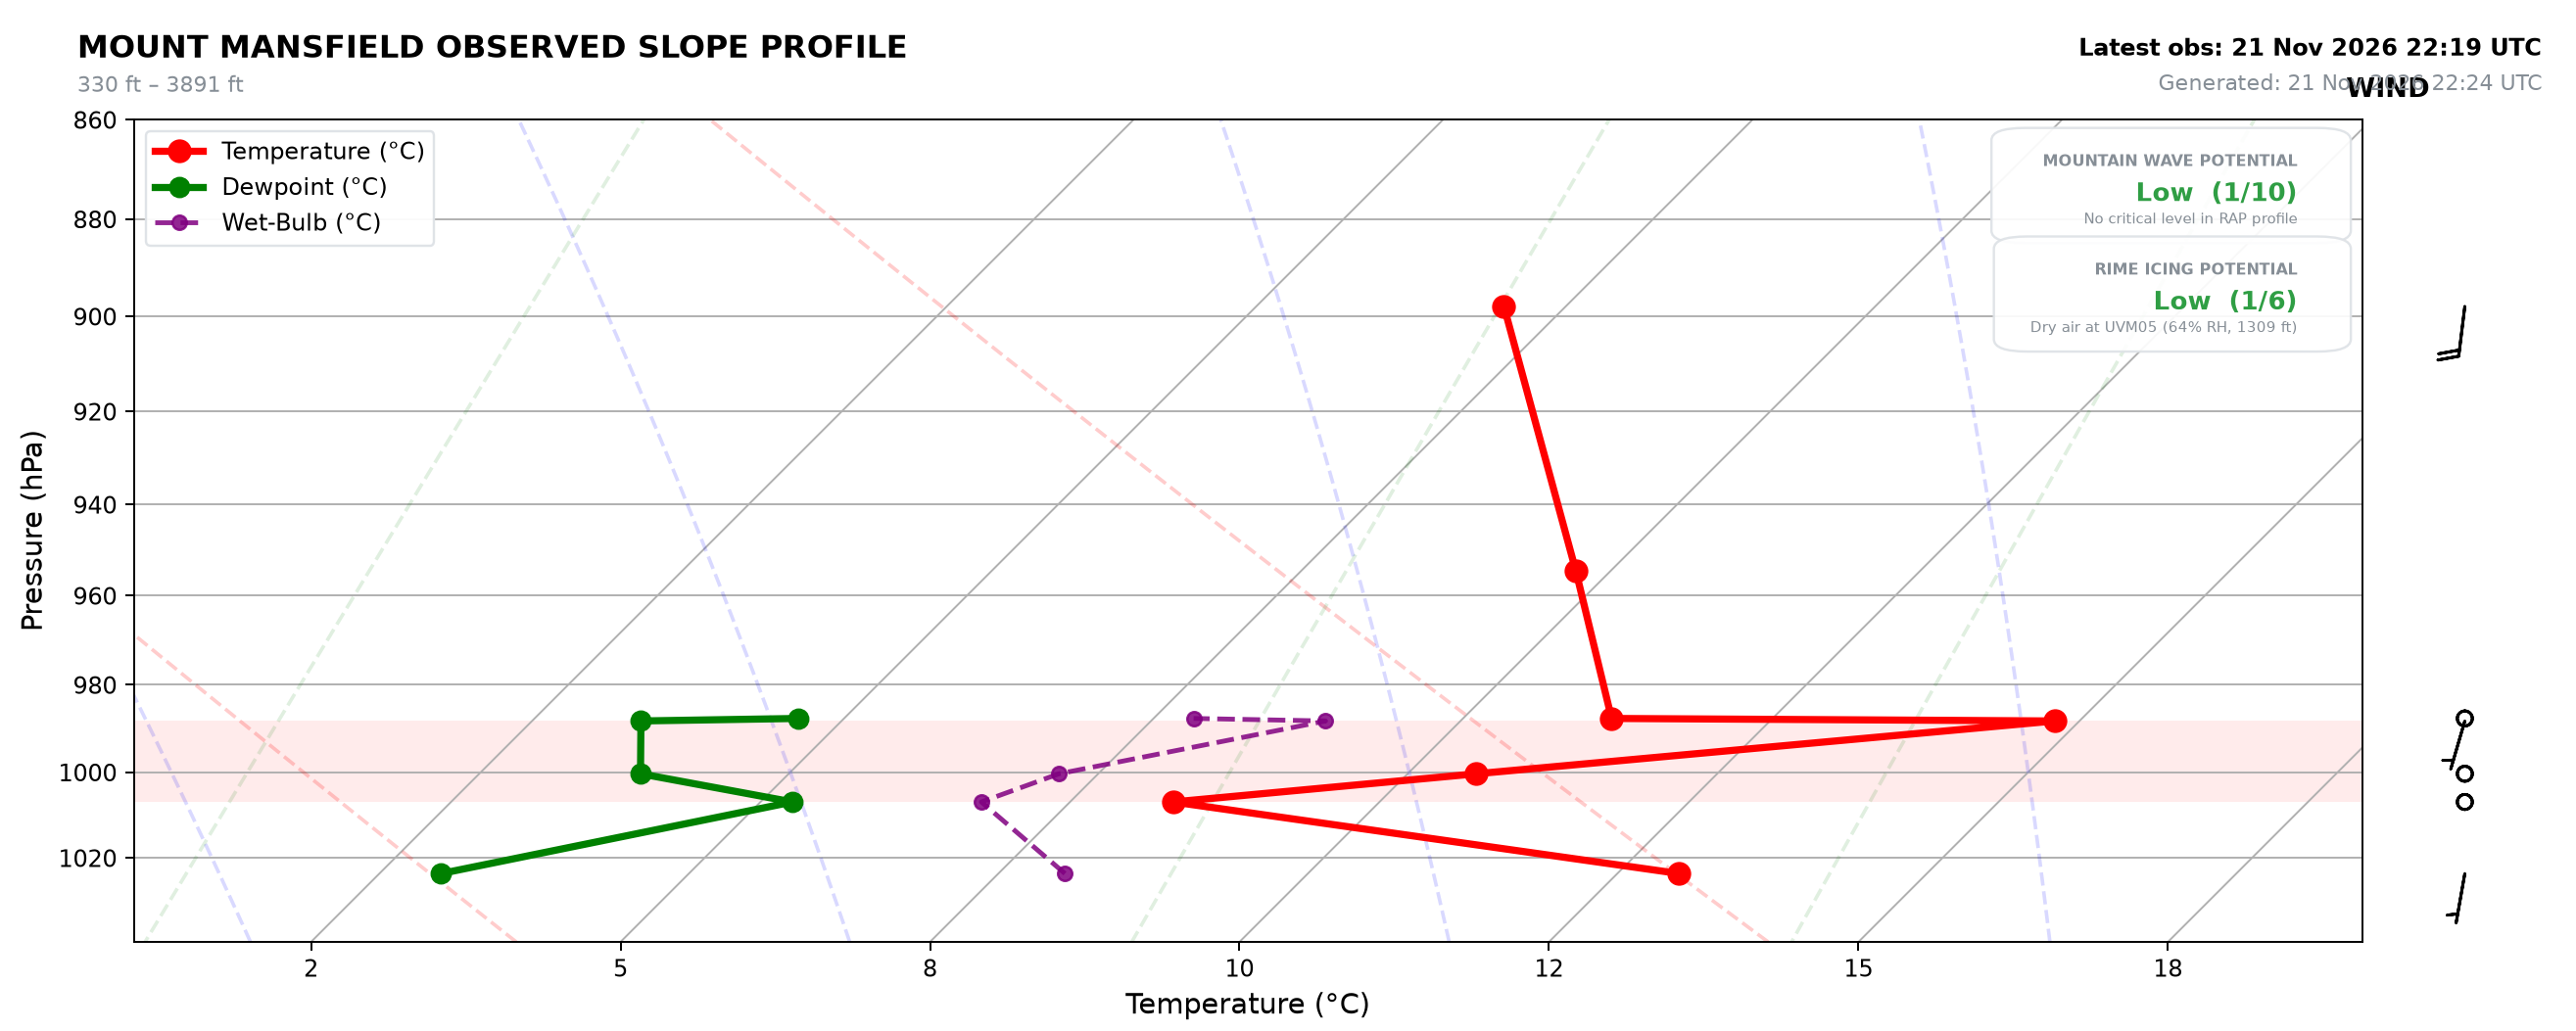 MOUNT MANSFIELD OBSERVED SLOPE PROFILE
330 ft – 3891 ft
Latest obs: 21 Nov 2026 22:19 UTC
Generated: 21 Nov 2026 22:24 UTC
WIND
Temperature (°C)
Dewpoint (°C)
Wet-Bulb (°C)
MOUNTAIN WAVE POTENTIAL
Low (1/10)
No critical level in RAP profile
RIME ICING POTENTIAL
Low (1/6)
Dry air at UVM05 (64% RH, 1309 ft)
Pressure (hPa)
860
880
900
920
940
960
980
1000
1020
2 5 8 10 12 15 18
Temperature (°C)